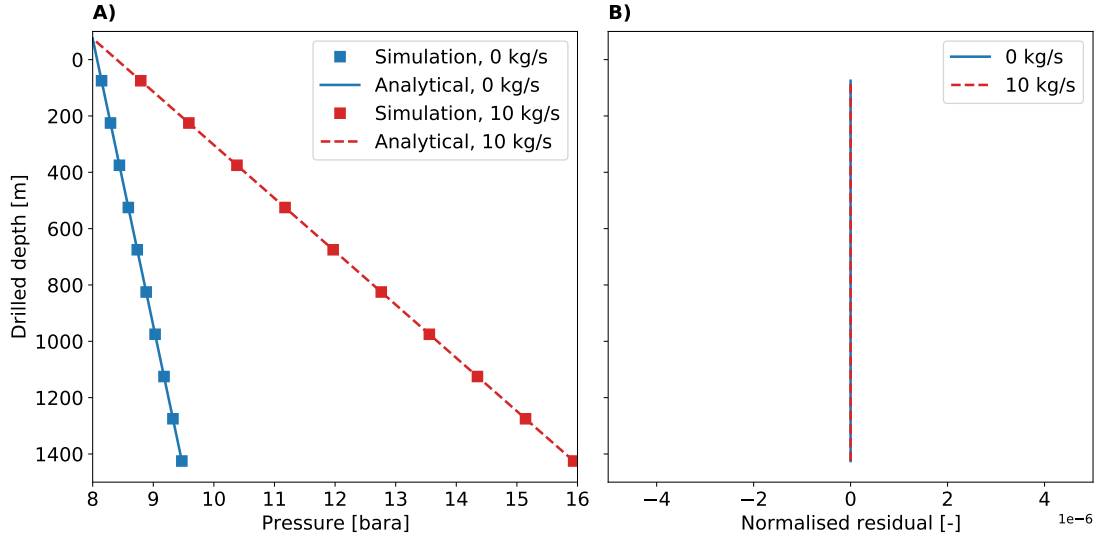 A)
Simulation, 0 kg/s
Analytical, 0 kg/s
Simulation, 10 kg/s
Analytical, 10 kg/s
Drilled depth [m]
0
200
400
600
800
1000
1200
1400
8 9 10 11 12 13 14 15 16
Pressure [bara]
B)
0 kg/s
10 kg/s
−4 −2 0 2 4
1e−6
Normalised residual [-]